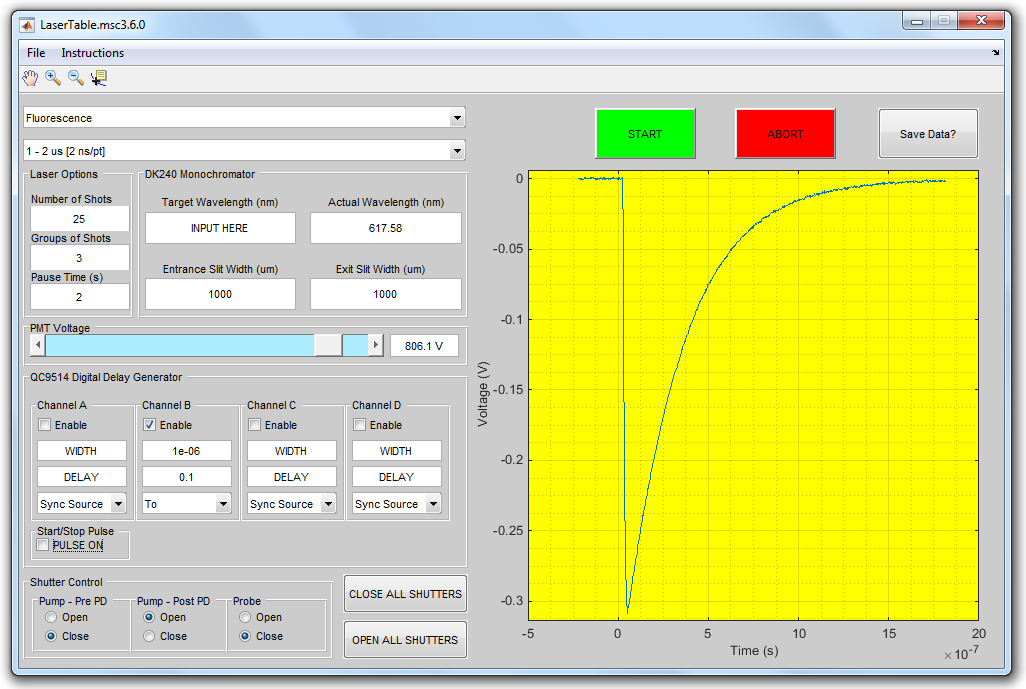 LaserTable.msc3.6.0
File Instructions
Fluorescence
1 - 2 us [2 ns/pt]
START
ABORT
Save Data?
Laser Options
Number of Shots
25
Groups of Shots
3
Pause Time (s)
2
DK240 Monochromator
Target Wavelength (nm) Actual Wavelength (nm)
INPUT HERE 617.58
Entrance Slit Width (um) Exit Slit Width (um)
1000 1000
PMT Voltage
806.1 V
QC9514 Digital Delay Generator
Channel A Channel B Channel C Channel D
Enable Enable Enable Enable
WIDTH 1e-06 WIDTH WIDTH
DELAY 0.1 DELAY DELAY
Sync Source To Sync Source Sync Source
Start/Stop Pulse
PULSE ON
Shutter Control
Pump - Pre PD Pump - Post PD Probe
Open Open Open
Close Close Close
CLOSE ALL SHUTTERS
OPEN ALL SHUTTERS
0
-0.05
-0.1
-0.15
-0.2
-0.25
-0.3
Voltage (V)
-5 0 5 10 15 20
Time (s)
×10-7